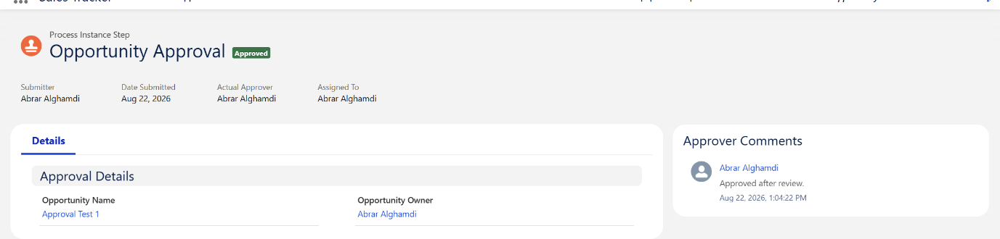 Process Instance Step
Opportunity Approval Approved
Submitter Date Submitted Actual Approver Assigned To
Abrar Alghamdi Aug 22, 2026 Abrar Alghamdi Abrar Alghamdi
Details
Approval Details
Opportunity Name Opportunity Owner
Approval Test 1 Abrar Alghamdi
Approver Comments
Abrar Alghamdi
Approved after review.
Aug 22, 2026, 1:04:22 PM